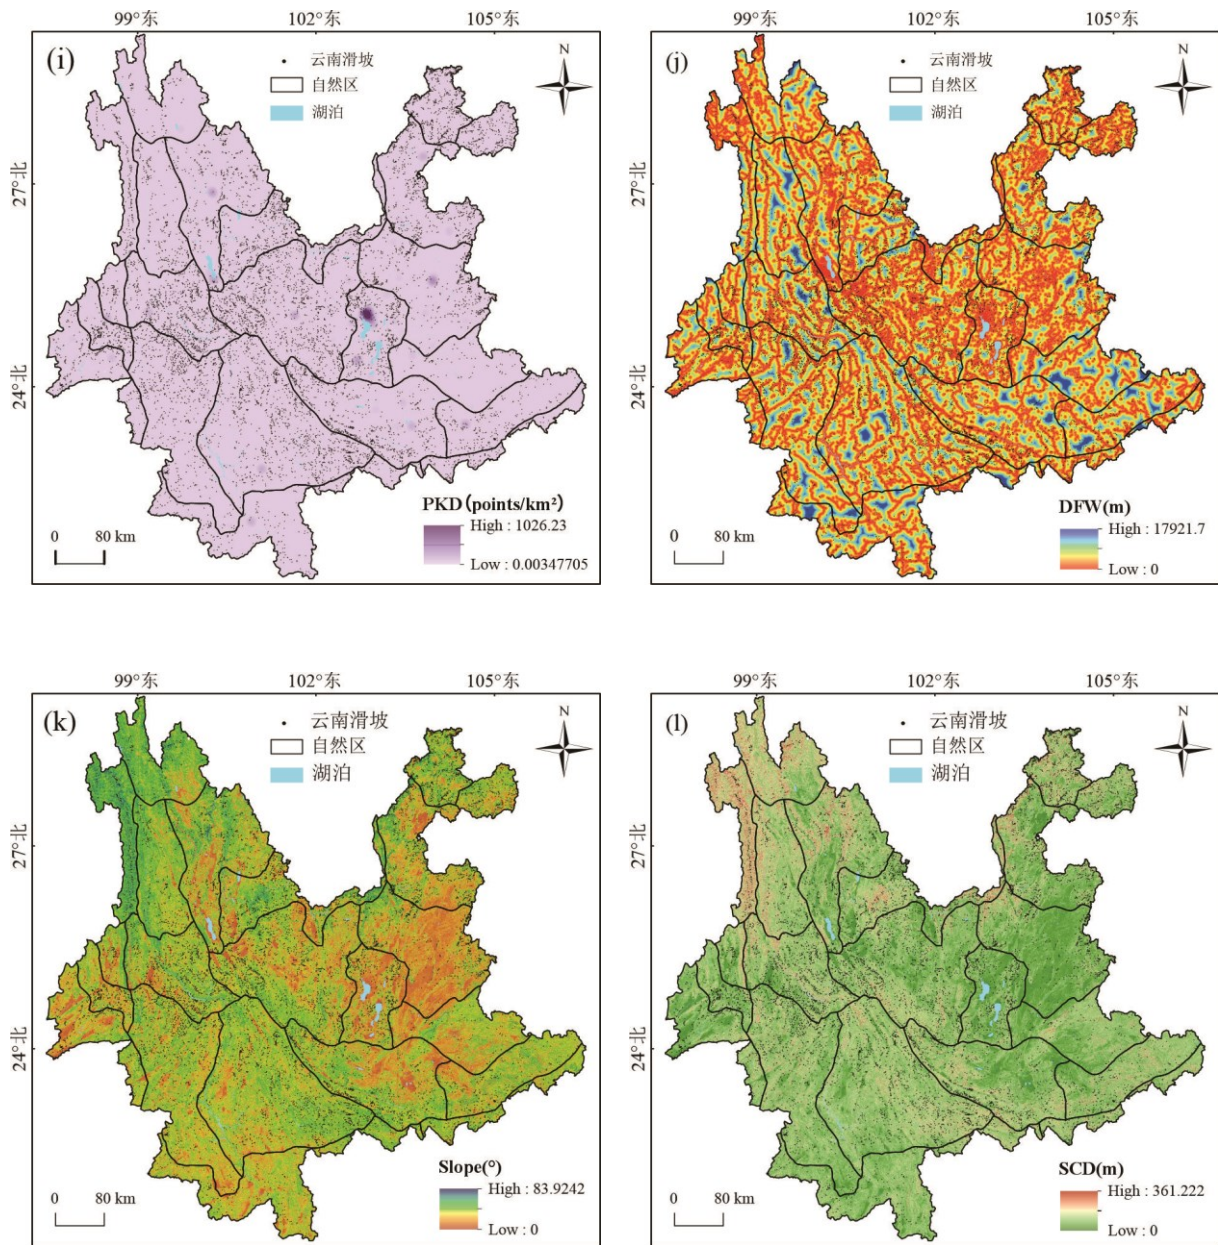 99°东 102°东 105°东
(i)
云南滑坡
自然区
湖泊
N
27°北
24°北
PKD(points/km²)
High : 1026.23
Low : 0.00347705
0 80 km
99°东 102°东 105°东
(j)
云南滑坡
自然区
湖泊
N
27°北
24°北
DFW(m)
High : 17921.7
Low : 0
0 80 km
99°东 102°东 105°东
(k)
云南滑坡
自然区
湖泊
N
27°北
24°北
Slope(°)
High : 83.9242
Low : 0
0 80 km
99°东 102°东 105°东
(l)
云南滑坡
自然区
湖泊
N
27°北
24°北
SCD(m)
High : 361.222
Low : 0
0 80 km